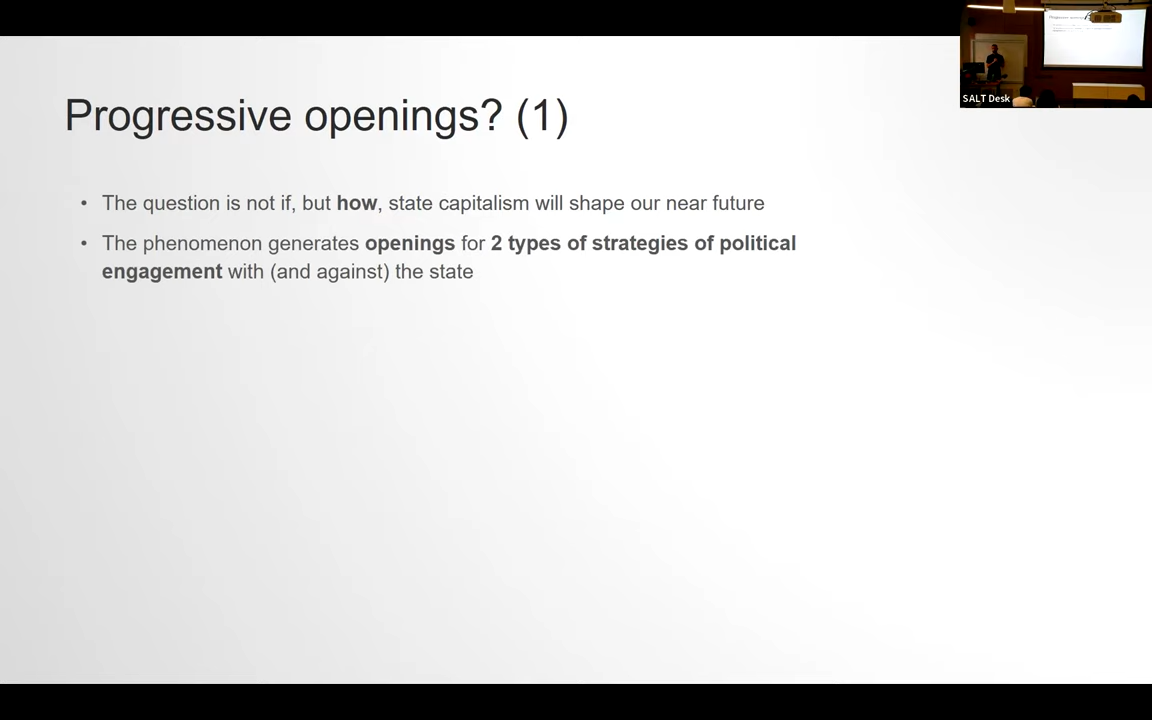 Progressive openings? (1)
• The question is not if, but how, state capitalism will shape our near future
• The phenomenon generates openings for 2 types of strategies of political
engagement with (and against) the state
SALT Desk